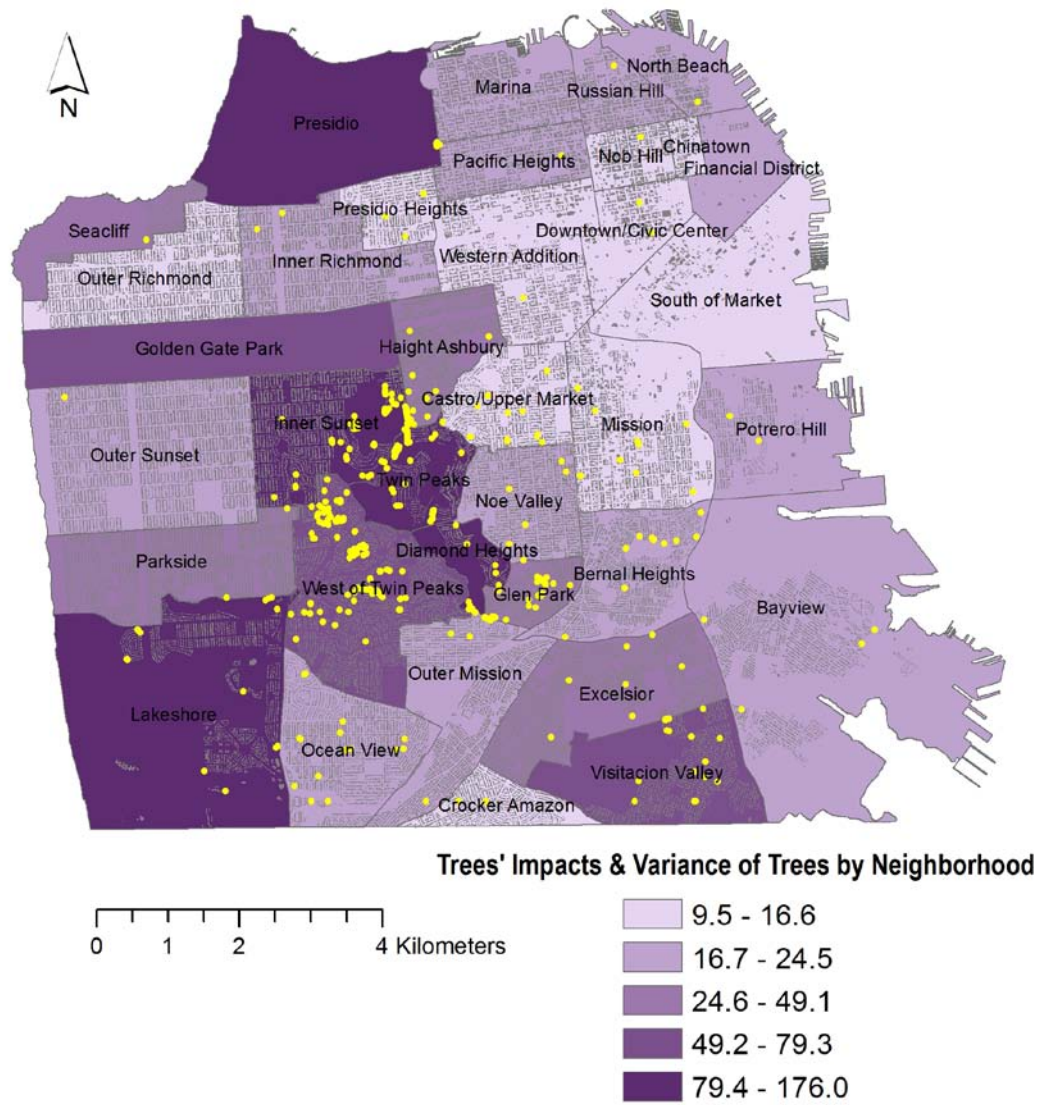 N
North Beach
Marina
Russian Hill
Presidio
Chinatown
Nob Hill
Pacific Heights
Financial District
Presidio Heights
Seacliff
Downtown/Civic Center
Western Addition
Inner Richmond
Outer Richmond
South of Market
Golden Gate Park
Haight Ashbury
Castro/Upper Market
Inner Sunset
Mission
Potrero Hill
Outer Sunset
Twin Peaks
Noe Valley
Diamond Heights
Parkside
Bernal Heights
West of Twin Peaks
Glen Park
Bayview
Outer Mission
Excelsior
Lakeshore
Ocean View
Visitacion Valley
Crocker Amazon
Trees' Impacts & Variance of Trees by Neighborhood
9.5 - 16.6
16.7 - 24.5
24.6 - 49.1
49.2 - 79.3
79.4 - 176.0
0 1 2 4 Kilometers